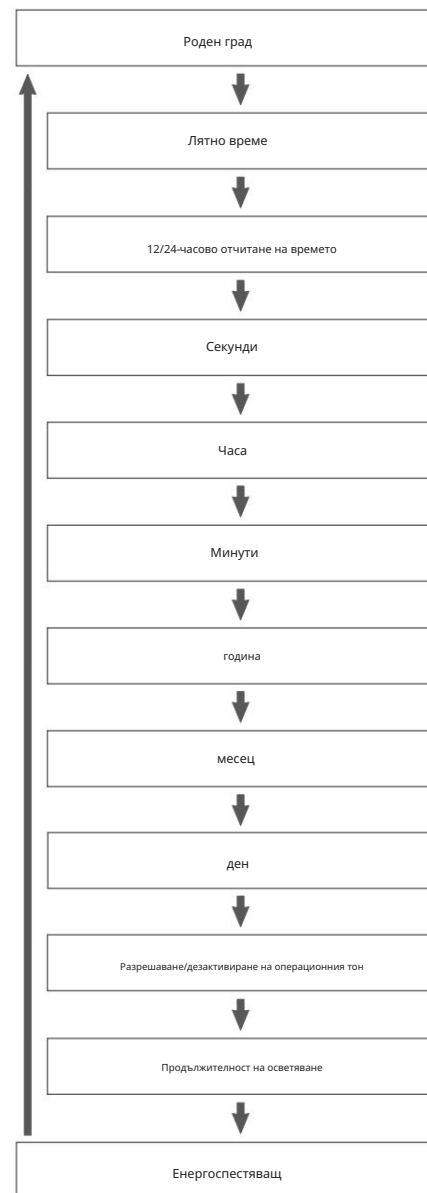 Роден град
Лятно време
12/24-часово отчитане на времето
Секунди
Часа
Минути
година
месец
ден
Разрешаване/дезактивиране на операционния тон
Продължителност на осветяване
Енергоспестяващ